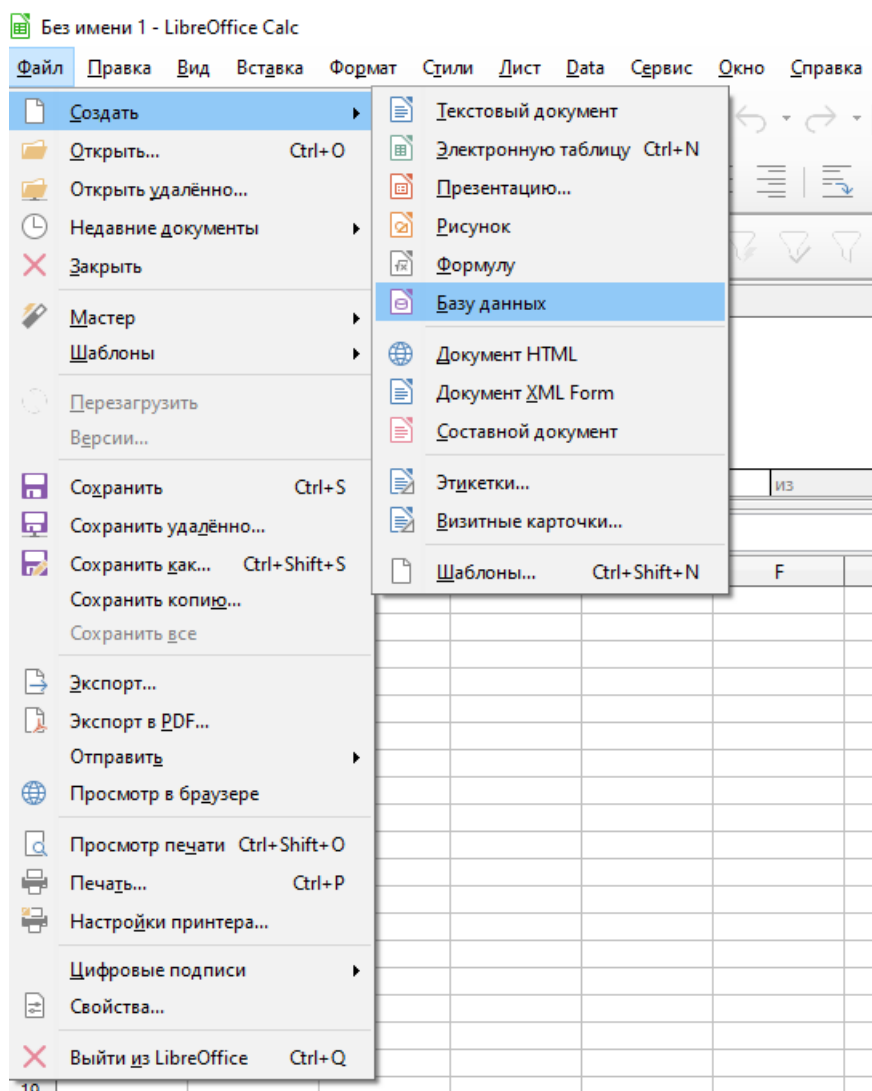 Без имени 1 - LibreOffice Calc
Файл Правка Вид Вставка Формат Стили Лист Data Сервис Окно Справка
Создать
Открыть... Ctrl+O
Открыть удалённо...
Недавние документы
Закрыть
Мастер
Шаблоны
Перезагрузить
Версии...
Сохранить Ctrl+S
Сохранить удалённо...
Сохранить как... Ctrl+Shift+S
Сохранить копию...
Сохранить все
Экспорт...
Экспорт в PDF...
Отправить
Просмотр в браузере
Просмотр печати Ctrl+Shift+O
Печать... Ctrl+P
Настройки принтера...
Цифровые подписи
Свойства...
Выйти из LibreOffice Ctrl+Q
Текстовый документ
Электронную таблицу Ctrl+N
Презентацию...
Рисунок
Формулу
Базу данных
Документ HTML
Документ XML Form
Составной документ
Этикетки...
Визитные карточки...
Шаблоны... Ctrl+Shift+N
из
F
19